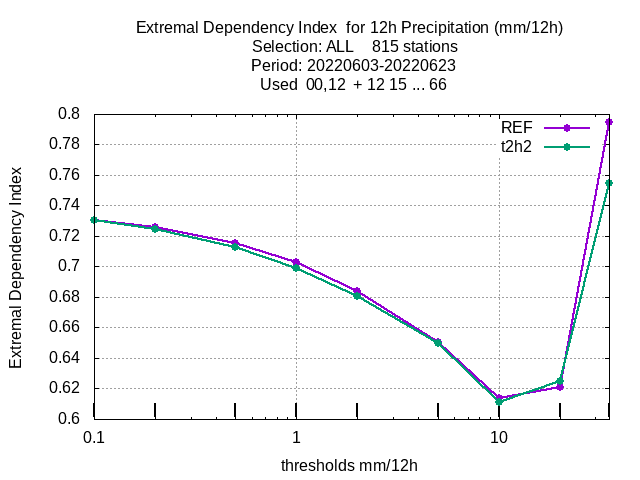 Extremal Dependency Index  for 12h Precipitation (mm/12h)
Selection: ALL    815 stations
Period: 20220603-20220623
Used  00,12  + 12 15 ... 66
REF
t2h2
Extremal Dependency Index
0.8
0.78
0.76
0.74
0.72
0.7
0.68
0.66
0.64
0.62
0.6
0.1
1
10
thresholds mm/12h